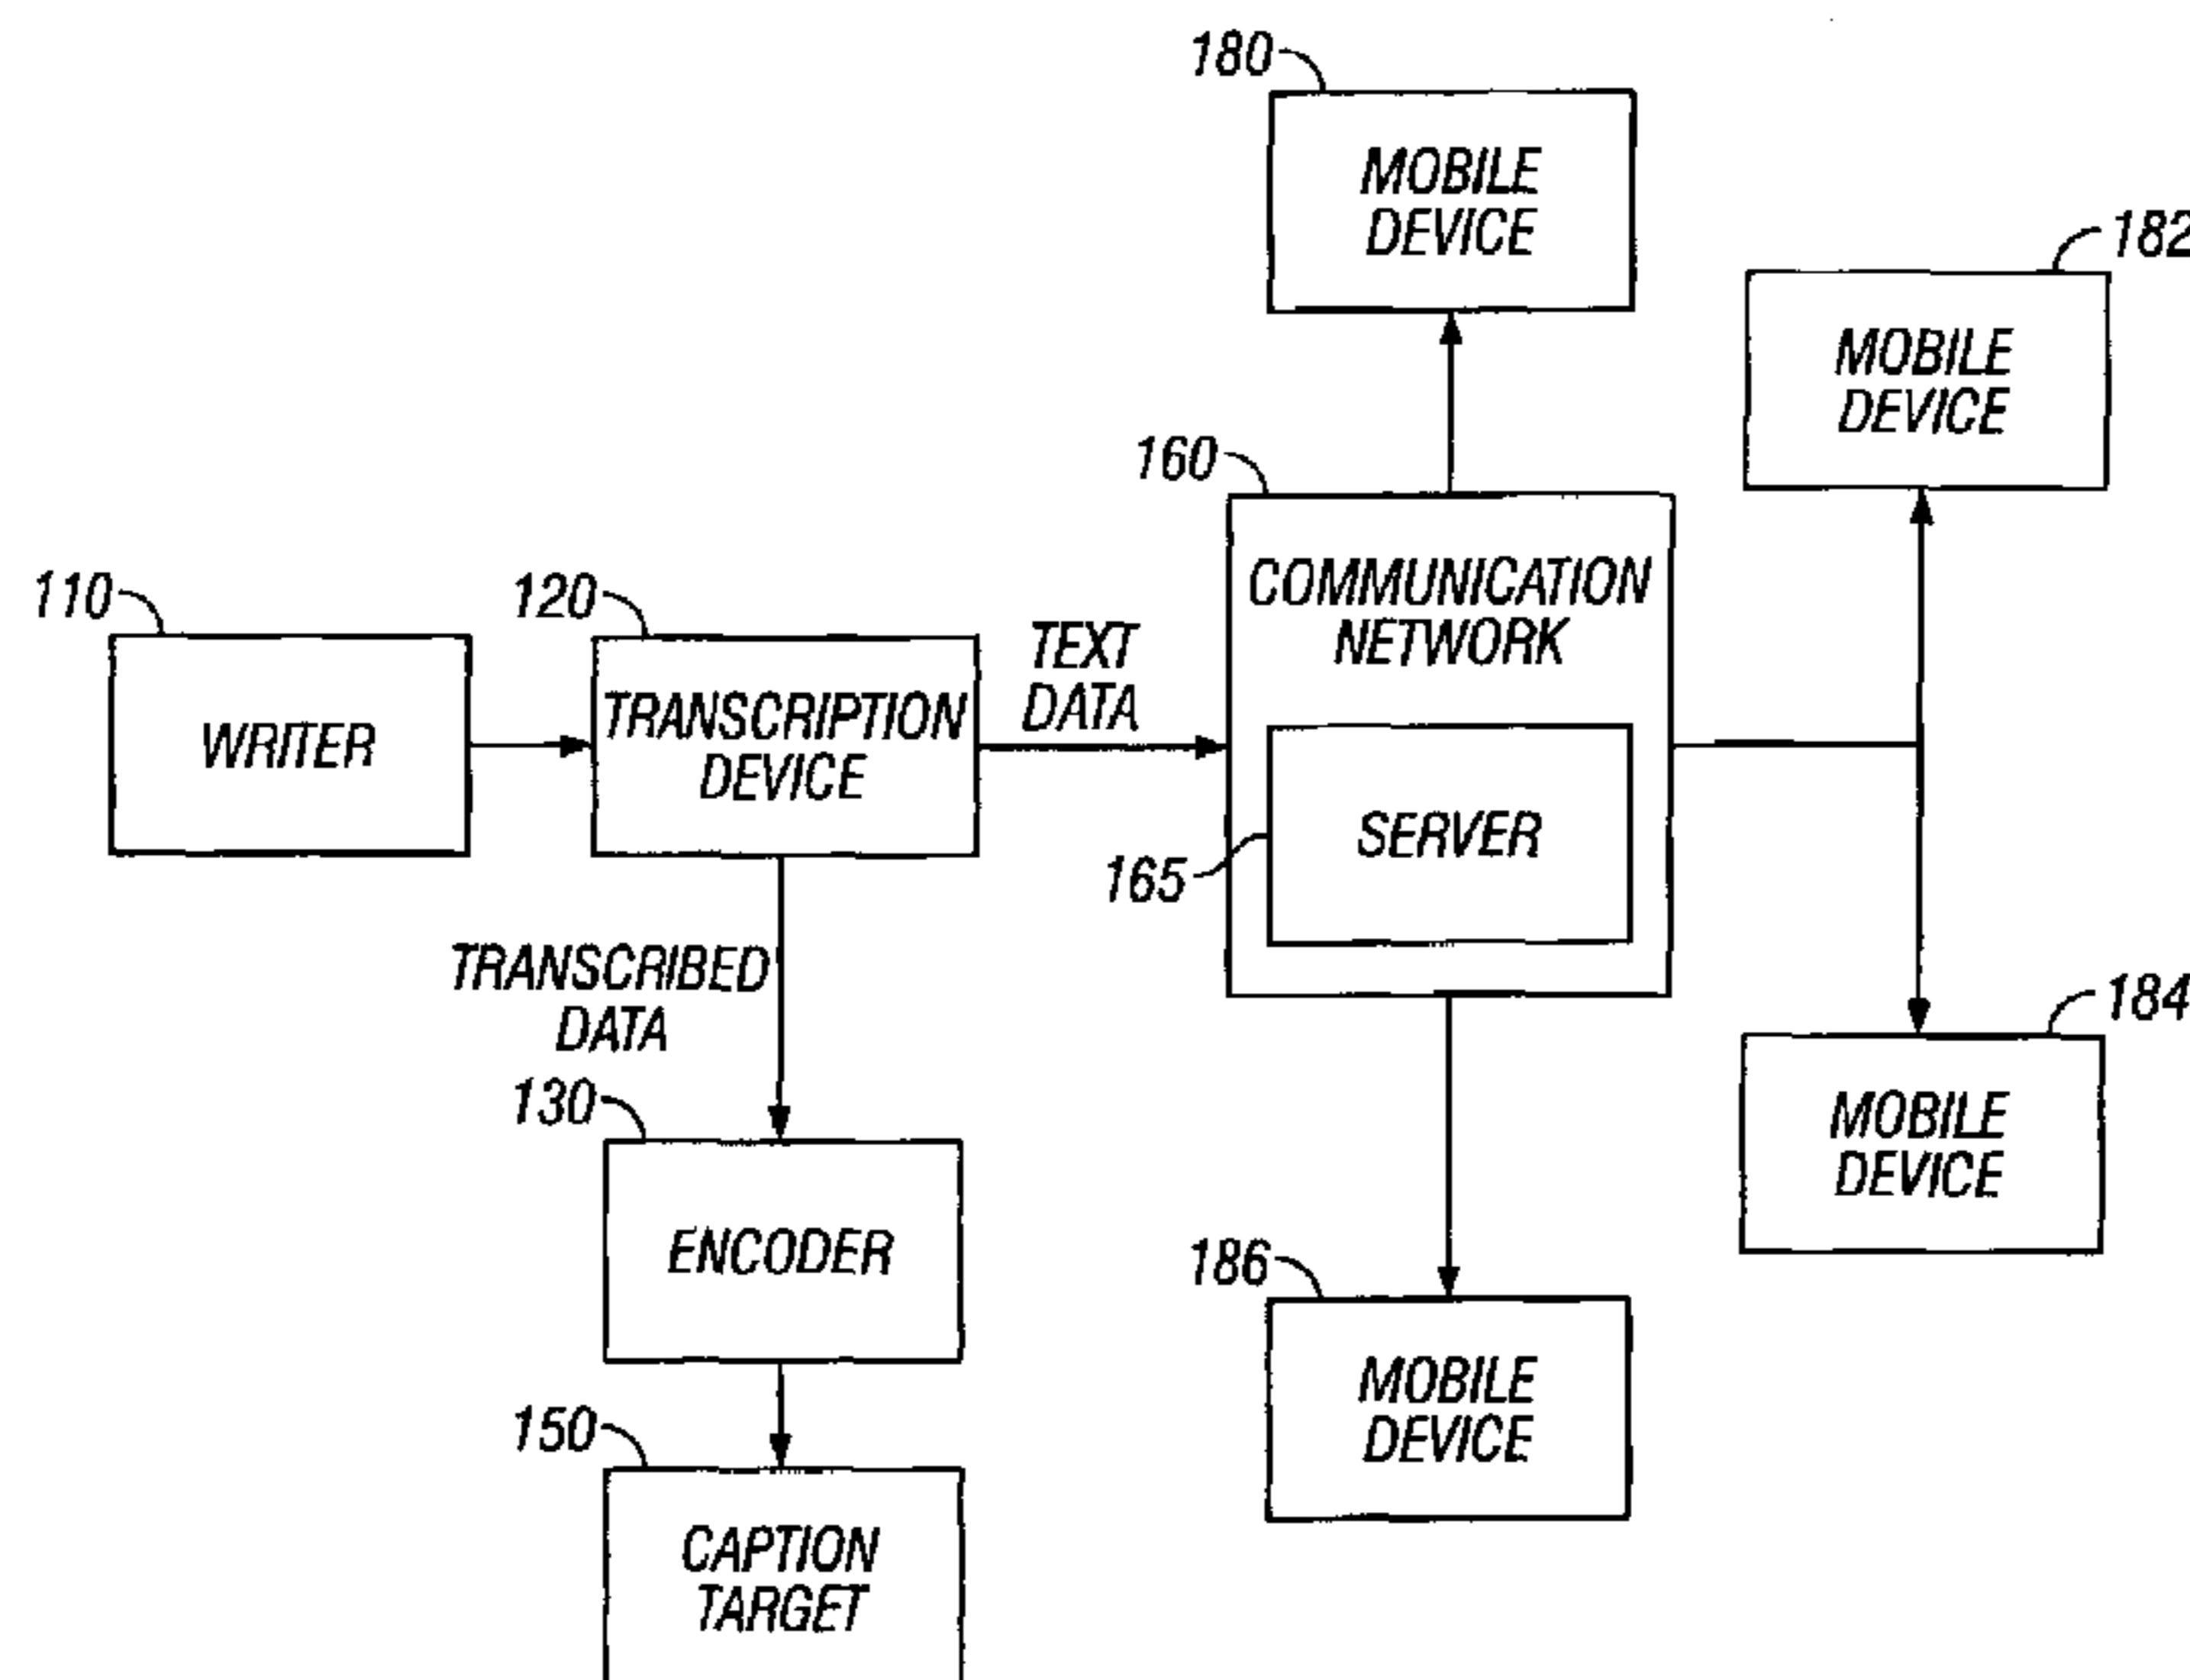 180
MOBILE
DEVICE
182
MOBILE
DEVICE
160
COMMUNICATION
NETWORK
110
WRITER
120
TRANSCRIPTION
DEVICE
TEXT
DATA
SERVER
165
TRANSCRIBED
DATA
184
MOBILE
DEVICE
130
ENCODER
186
MOBILE
DEVICE
150
CAPTION
TARGET